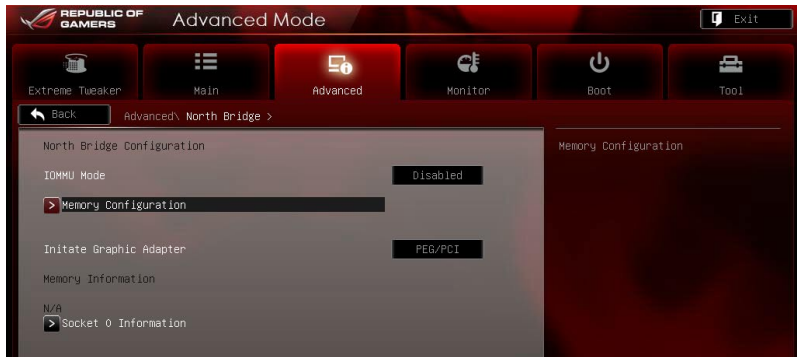 REPUBLIC OF
GAMERS
Advanced Mode
Exit
Extreme Tweaker
Main
Advanced
Monitor
Boot
Tool
Back
Advanced\ North Bridge >
North Bridge Configuration
Memory Configuration
IOMMU Mode
Disabled
> Memory Configuration
Initate Graphic Adapter
PEG/PCI
Memory Information
N/A
> Socket 0 Information